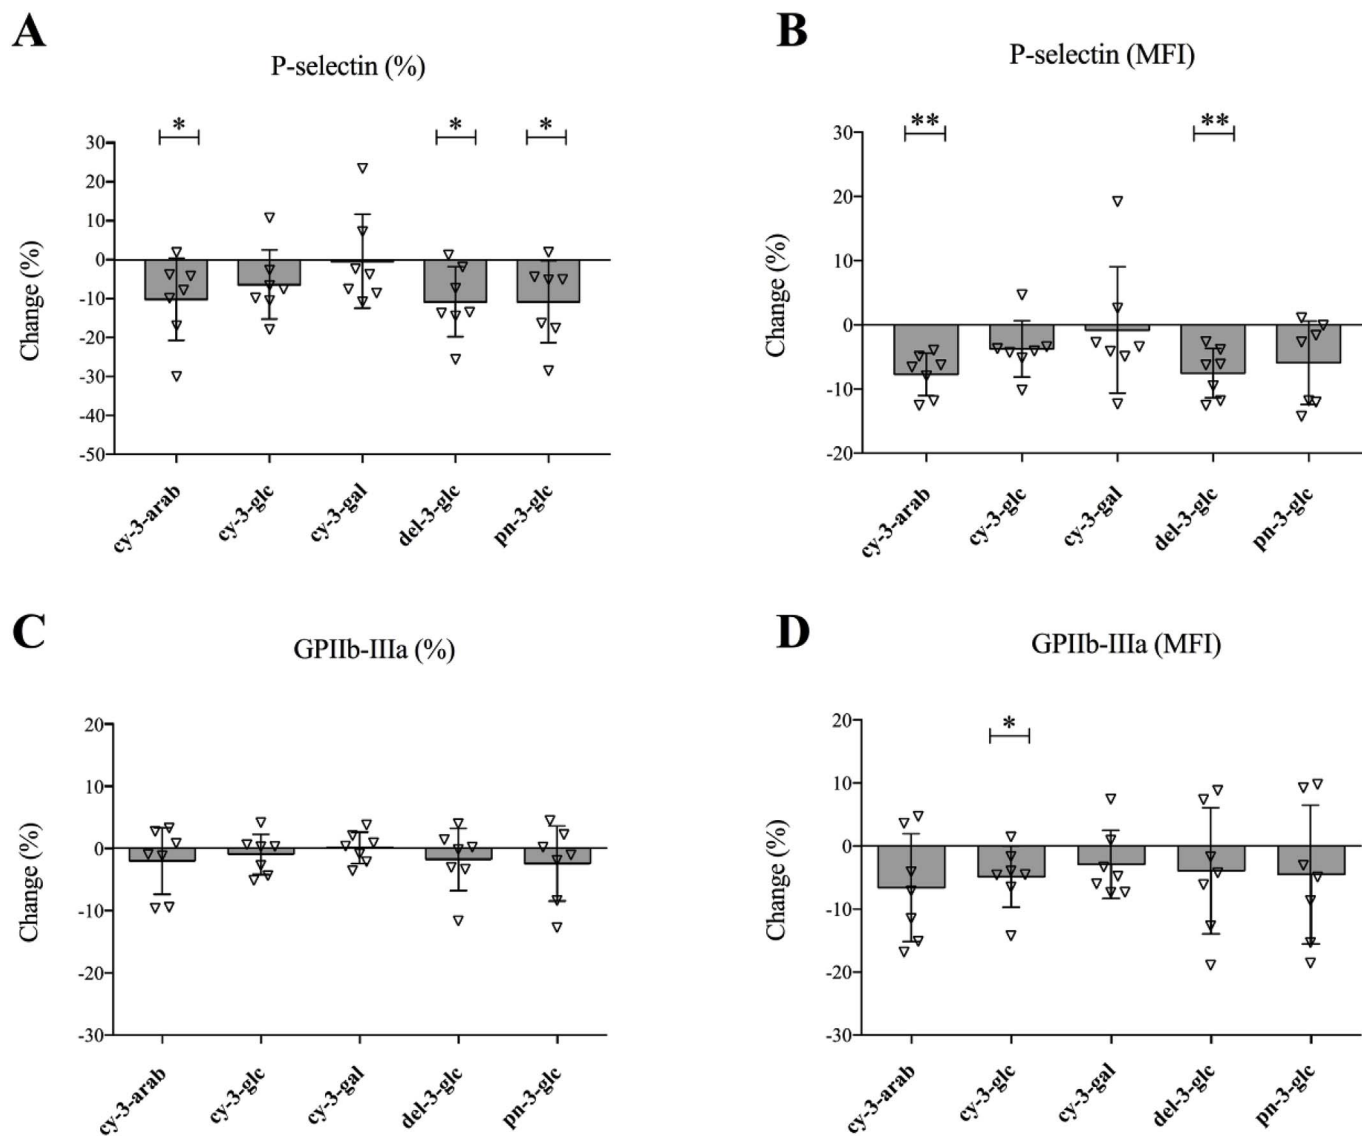 A
P-selectin (%)
* * *
Change (%)
30
20
10
0
-10
-20
-30
-40
-50
cy-3-arab
cy-3-glc
cy-3-gal
del-3-glc
pn-3-glc
B
P-selectin (MFI)
** **
Change (%)
30
20
10
0
-10
-20
cy-3-arab
cy-3-glc
cy-3-gal
del-3-glc
pn-3-glc
C
GPIIb-IIIa (%)
Change (%)
20
10
0
-10
-20
-30
cy-3-arab
cy-3-glc
cy-3-gal
del-3-glc
pn-3-glc
D
GPIIb-IIIa (MFI)
*
Change (%)
20
10
0
-10
-20
-30
cy-3-arab
cy-3-glc
cy-3-gal
del-3-glc
pn-3-glc